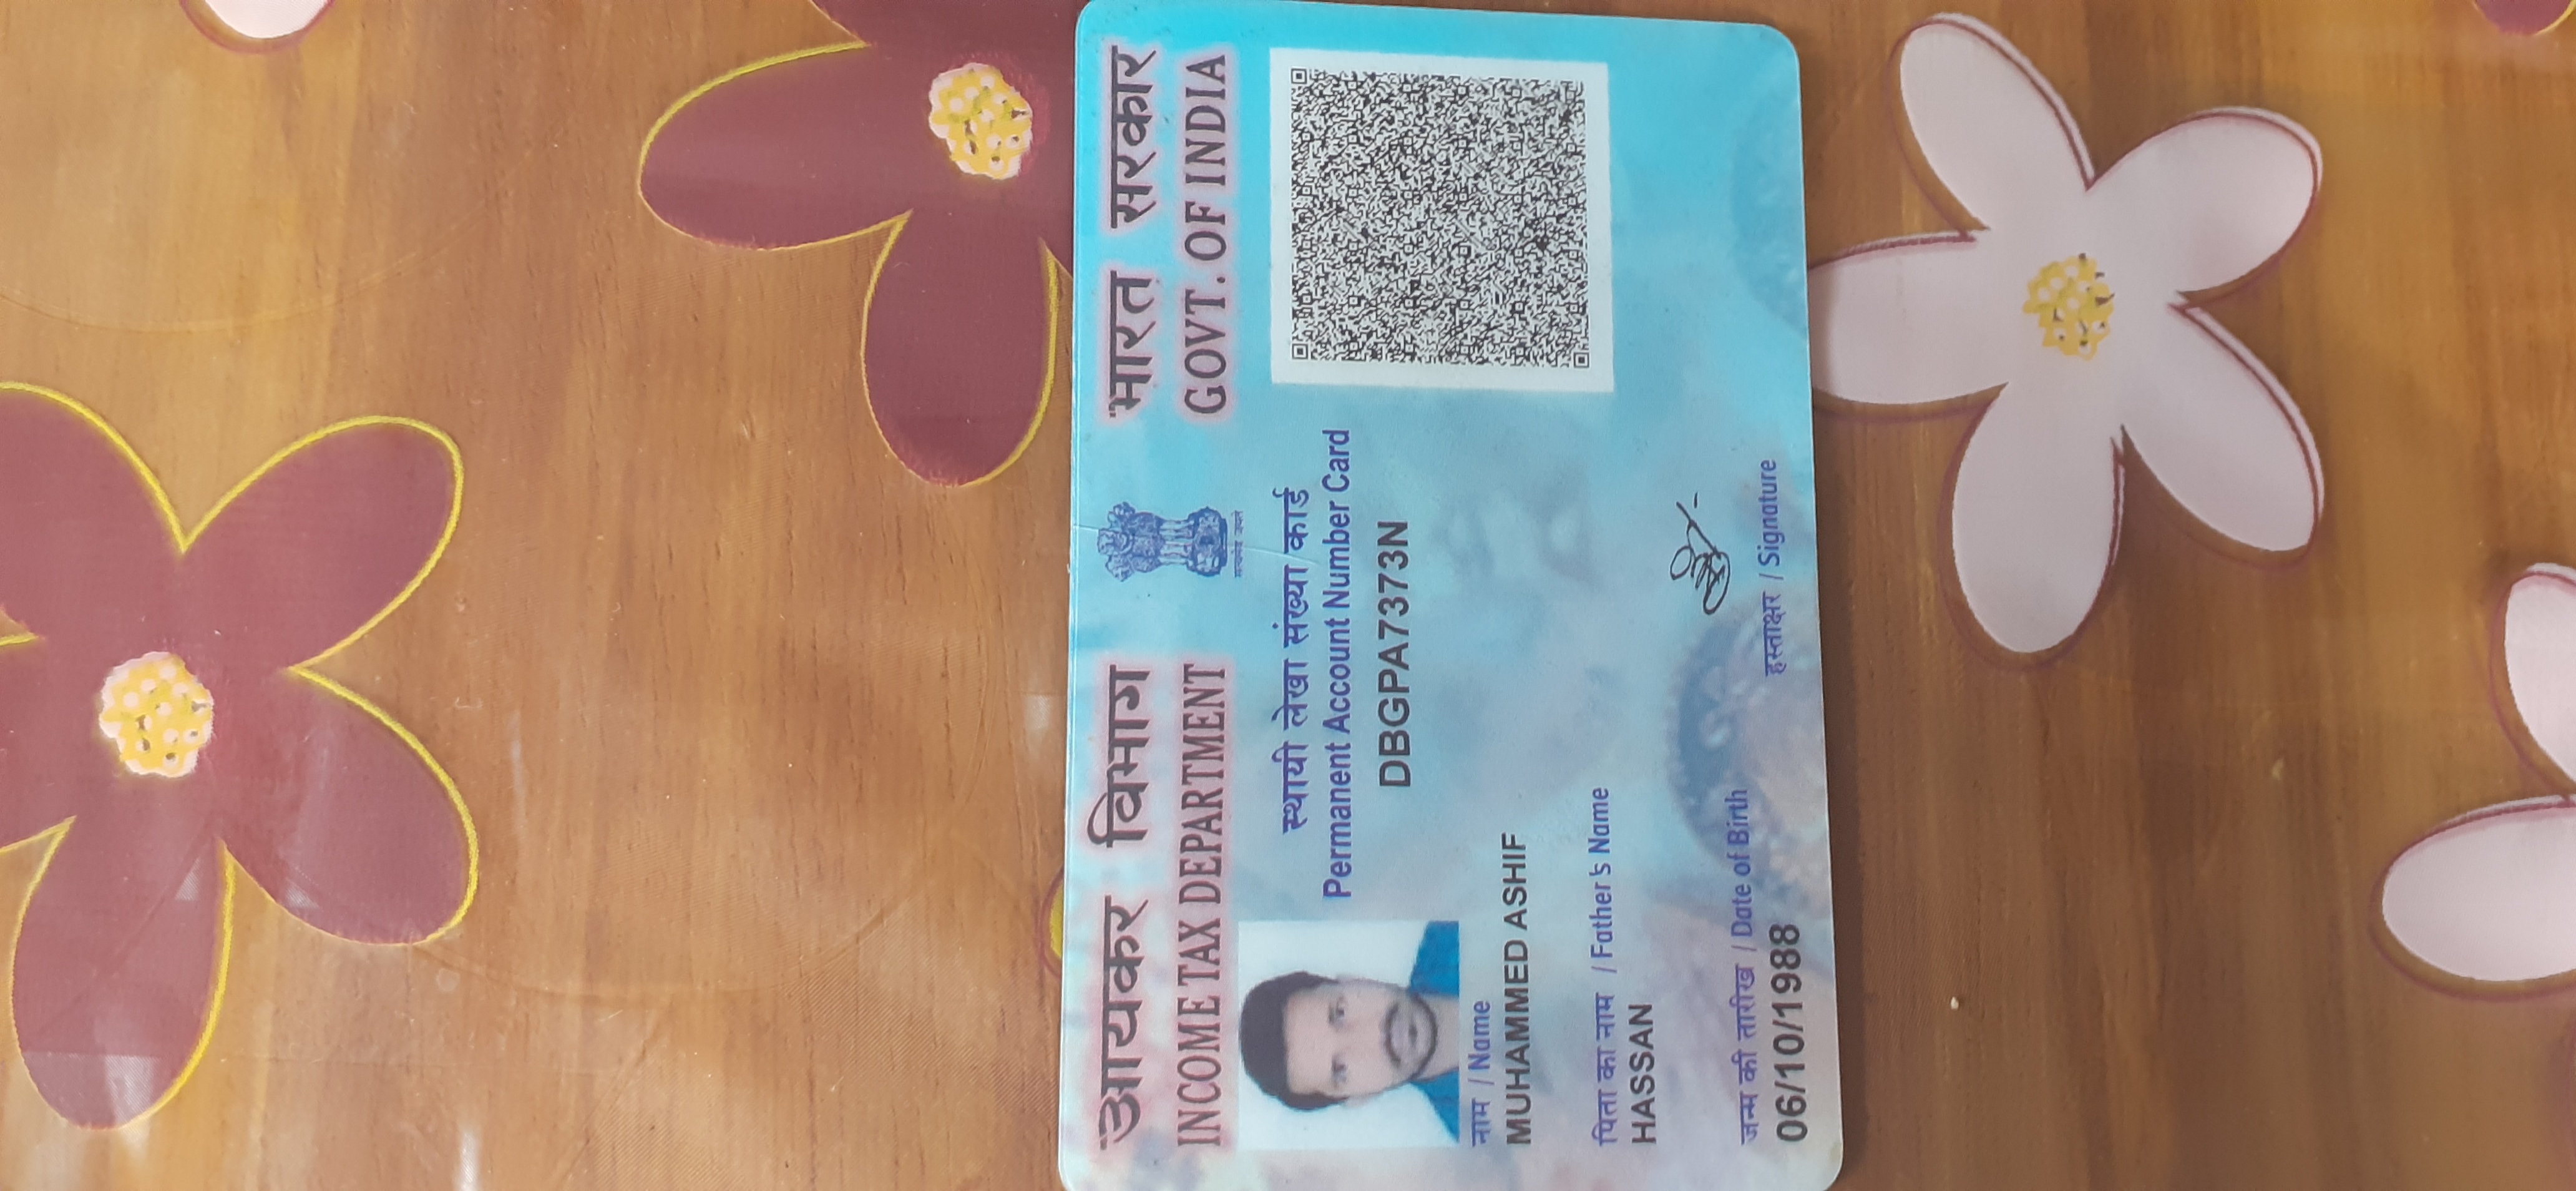 आयकर विभाग
INCOME TAX DEPARTMENT
भारत सरकार
GOVT. OF INDIA
सत्यमेव जयते
स्थायी लेखा संख्या कार्ड
Permanent Account Number Card
DBGPA7373N
नाम / Name
MUHAMMED ASHIF
पिता का नाम / Father's Name
HASSAN
जन्म की तारीख / Date of Birth
06/10/1988
हस्ताक्षर / Signature